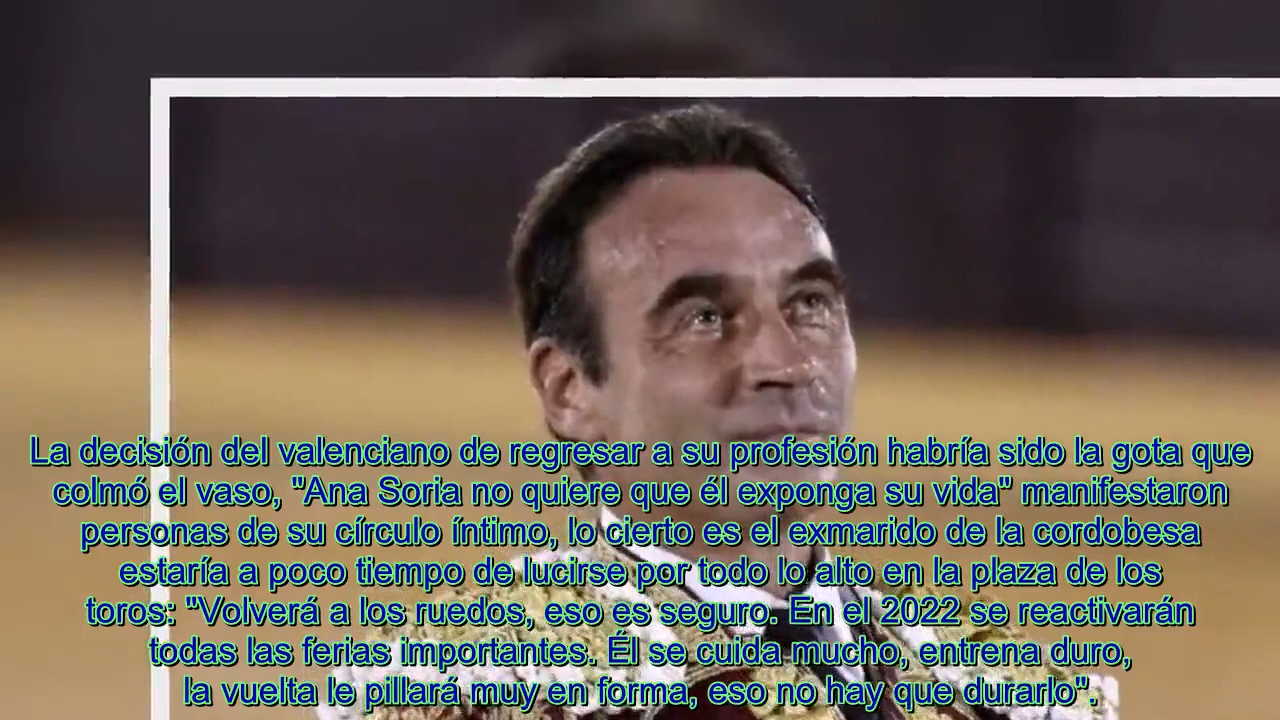 La decisión del valenciano de regresar a su profesión habría sido la gota que
colmó el vaso, "Ana Soria no quiere que él exponga su vida" manifestaron
personas de su círculo íntimo, lo cierto es el exmarido de la cordobesa
estaría a poco tiempo de lucirse por todo lo alto en la plaza de los
toros: "Volverá a los ruedos, eso es seguro. En el 2022 se reactivarán
todas las ferias importantes. Él se cuida mucho, entrena duro,
la vuelta le pillará muy en forma, eso no hay que durarlo".